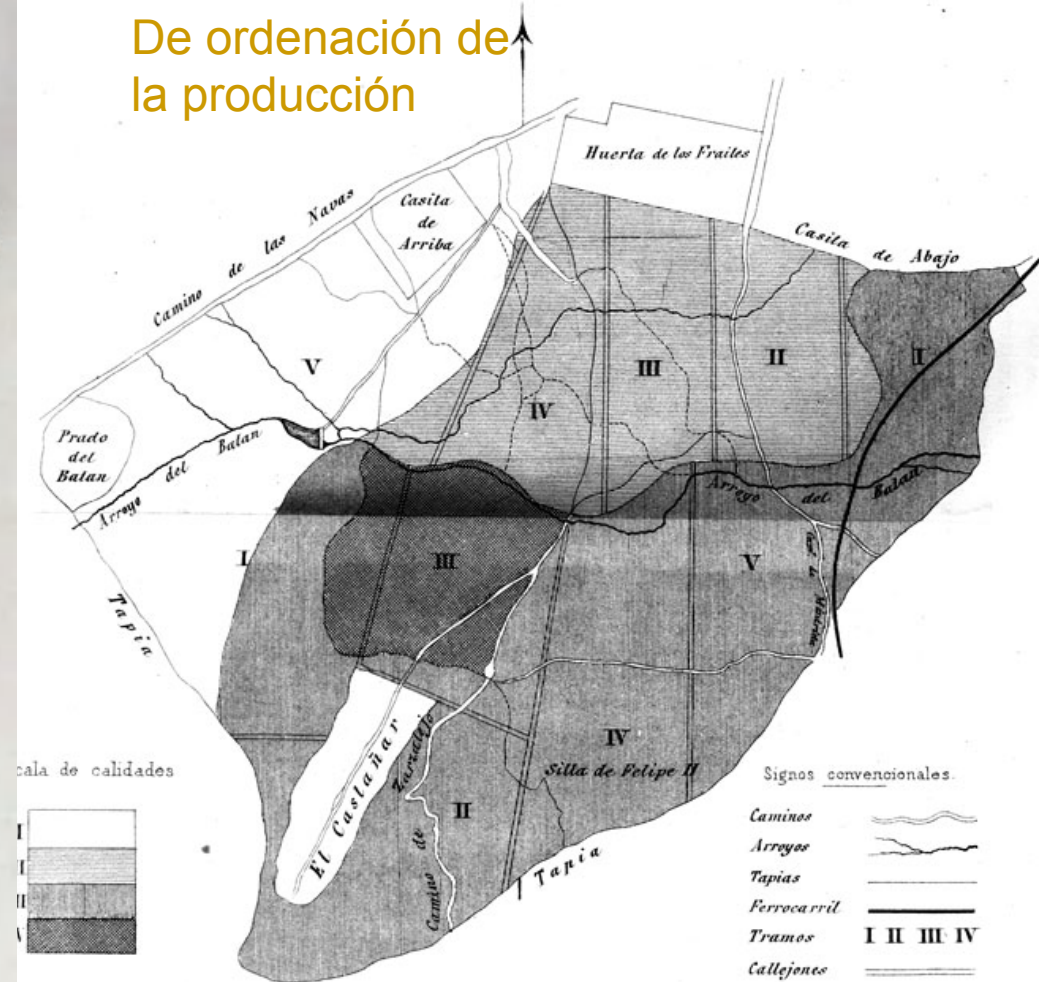 De ordenación de
la producción
Huerta de los Frailes
Casita
de
Arriba
Camino de las Navas
Casita de Abajo
V
I
II
III
IV
Prado
del
Batan
Arroyo del Batan
Arroyo del Batan
I
III
V
Tapia
El Castañar
Camino de Zarzalejo
IV
Silla de Felipe II
II
Tapia
cala de calidades
Signos convencionales.
Caminos
Arroyos
Tapias
Ferrocarril
Tramos I II III IV
Callejones